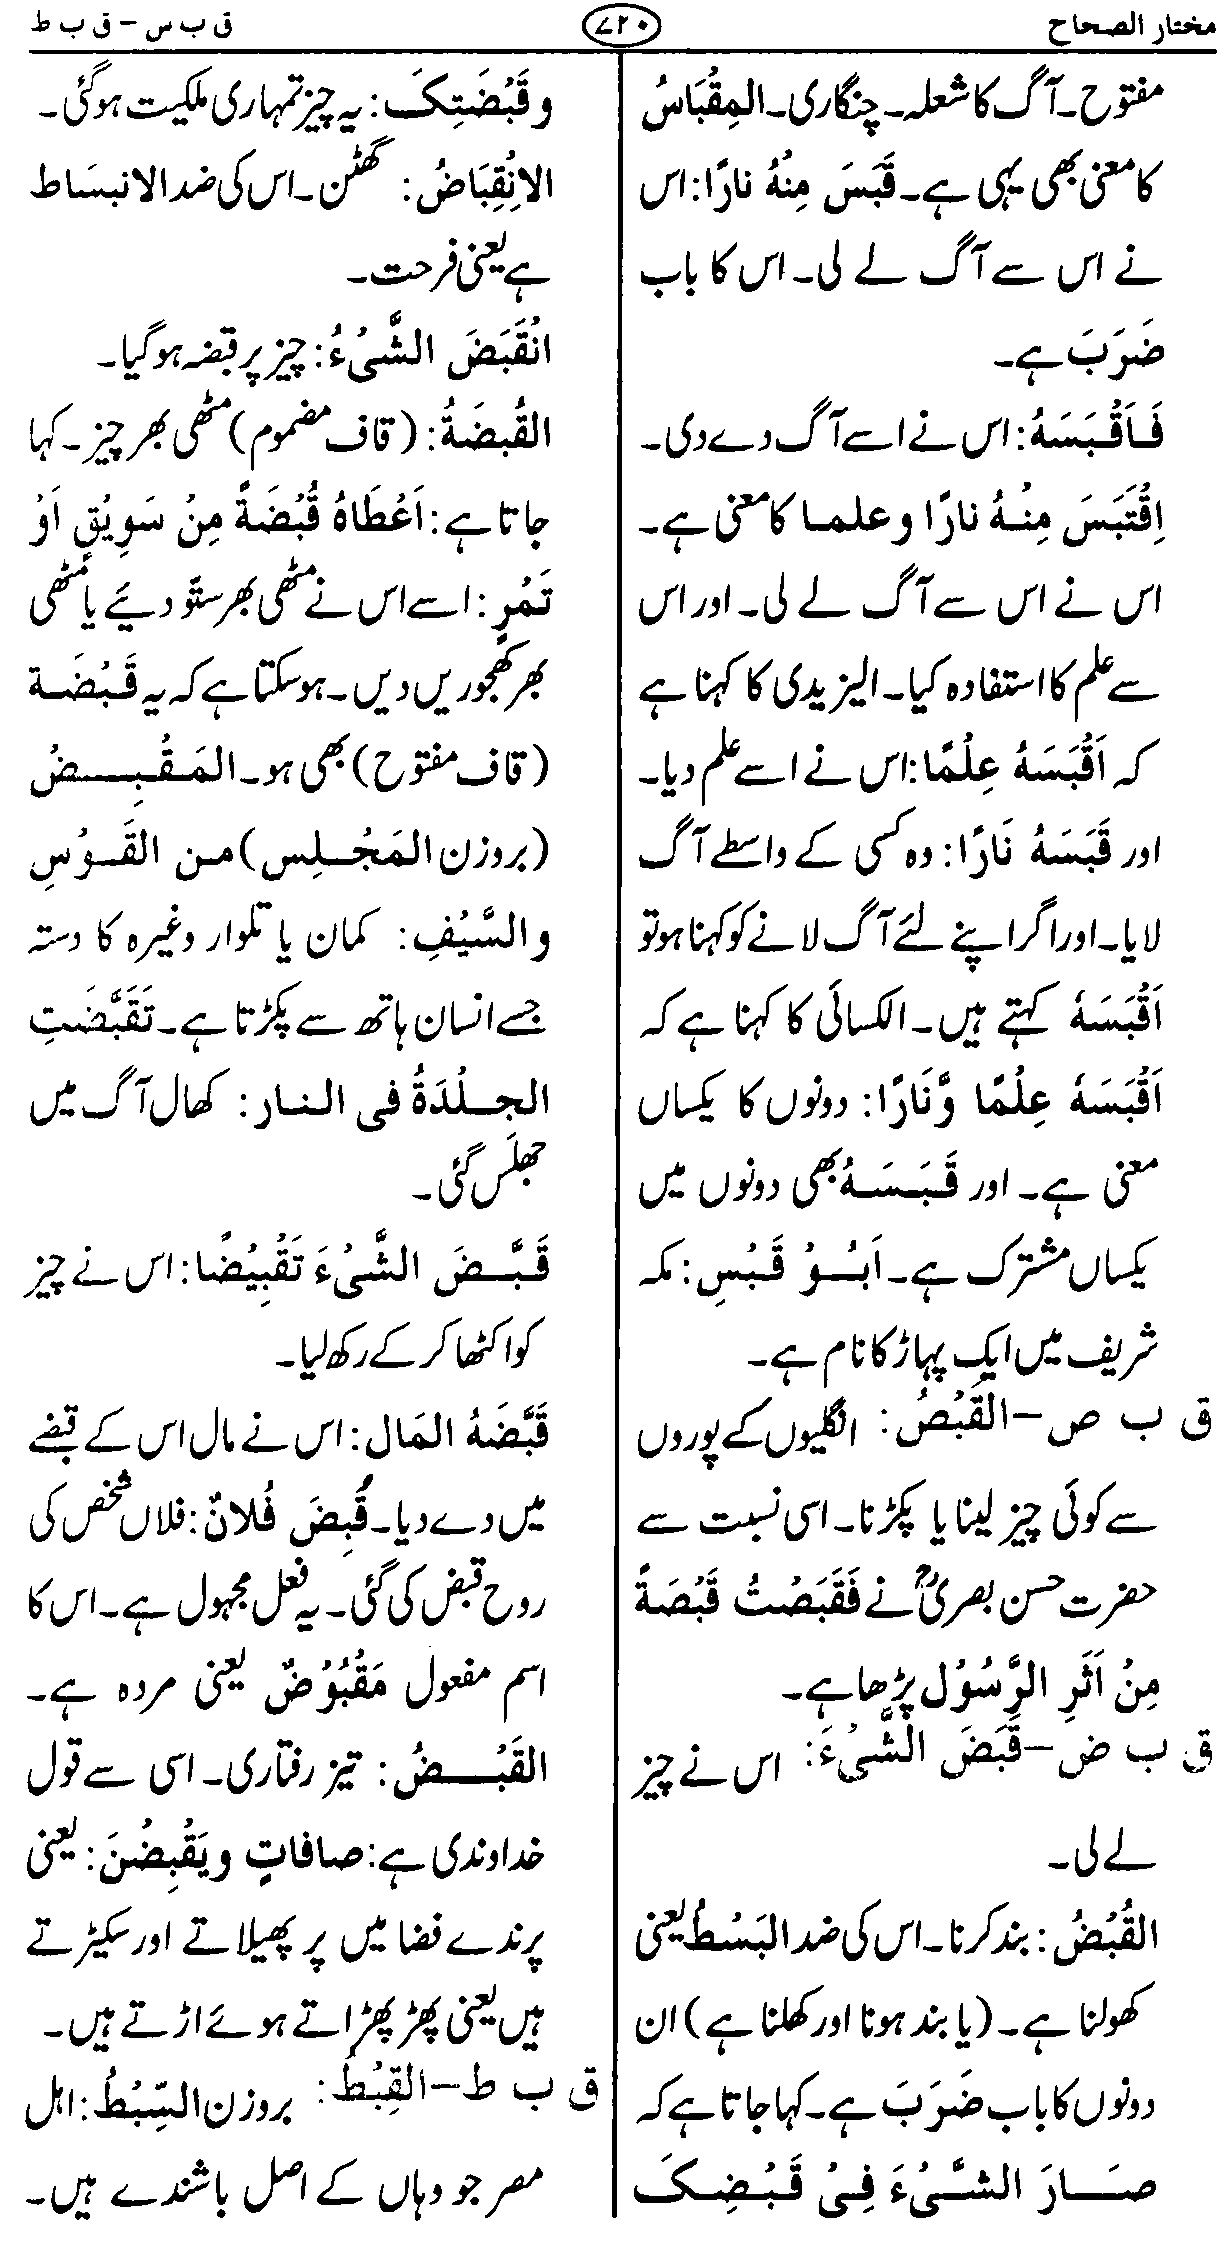 مختار الصحاح
۷۲۰
ق ب س – ق ب ط
مفتوح۔ آگ کا شعلہ۔ چنگاری۔ المِقْبَاسُ
کا معنی بھی یہی ہے۔ قَبَسَ مِنْهُ نارًا: اس
نے اس سے آگ لے لی۔ اس کا باب
ضَرَبَ ہے۔
فَاَقْبَسَهُ: اس نے اسے آگ دے دی۔
اِقْتَبَسَ مِنْهُ نارًا وعلما کا معنی ہے۔
اس نے اس سے آگ لے لی۔ اور اس
سے علم کا استفادہ کیا۔ الیزیدی کا کہنا ہے
کہ اَقْبَسَهُ عِلْمًا: اس نے اسے علم دیا۔
اور قَبَسَهُ نَارًا: وہ کسی کے واسطے آگ
لایا۔ اور اگر اپنے لئے آگ لانے کو کہنا ہو تو
اَقْبَسَهُ کہتے ہیں۔ الکسائی کا کہنا ہے کہ
اَقْبَسَهُ عِلْمًا وَّنَارًا: دونوں کا یکساں
معنی ہے۔ اور قَبَسَهُ بھی دونوں میں
یکساں مشترک ہے۔ اَبُوْ قَبْسِ: مکہ
شریف میں ایک پہاڑ کا نام ہے۔
ق ب ص – القَبْصُ: انگلیوں کے پوروں
سے کوئی چیز لینا یا پکڑنا۔ اسی نسبت سے
حضرت حسن بصریؒ نے فَقَبَصْتُ قَبْصَةً
مِنْ اَثَرِ الرَّسُوْلِ پڑھا ہے۔
ق ب ض – قَبَضَ الشَّیْءَ: اس نے چیز
لے لی۔
القُبْضُ: بند کرنا۔ اس کی ضد البَسْطُ یعنی
کھولنا ہے۔ (یا بند ہونا اور کھلنا ہے) ان
دونوں کا باب ضَرَبَ ہے۔ کہا جاتا ہے کہ
صَارَ الشَّیْءَ فِیْ قَبْضِكَ
وقَبْضَتِكَ: یہ چیز تمہاری ملکیت ہوگئی۔
الاِنْقِبَاضُ: گھٹن۔ اس کی ضد الانبسَاط
ہے یعنی فرحت۔
انْقَبَضَ الشَّیْءُ: چیز پر قبضہ ہوگیا۔
القُبضَةُ: (قاف مضموم) مٹھی بھر چیز۔ کہا
جاتا ہے: اَعْطَاهُ قُبْضَةً مِنْ سَوِيْقٍ اَوْ
تَمْرٍ: اسے اس نے مٹھی بھر ستّو دیئے یا مٹھی
بھر کھجوریں دیں۔ ہوسکتا ہے کہ یہ قَبْضَة
(قاف مفتوح) بھی ہو۔ المَقْبِضُ
(بروزن المَجْلِس) من القَوْسِ
والسَّيْفِ: کمان یا تلوار وغیرہ کا دستہ
جسے انسان ہاتھ سے پکڑتا ہے۔ تَقَبَّضَتِ
الجلْدَةُ فی النار: کھال آگ میں
جھلس گئی۔
قَبَّضَ الشَّیْءَ تَقْبِيْضًا: اس نے چیز
کو اکٹھا کر کے رکھ لیا۔
قَبَّضَهُ المَال: اس نے مال اس کے قبضے
میں دے دیا۔ قُبِضَ فُلانٌ: فلاں شخص کی
روح قبض کی گئی۔ یہ فعل مجہول ہے۔ اس کا
اسم مفعول مَقْبُوْضٌ یعنی مردہ ہے۔
القَبْضُ: تیز رفتاری۔ اسی سے قول
خداوندی ہے: صافاتٍ ويَقْبِضْنَ: یعنی
پرندے فضا میں پر پھیلاتے اور سکیڑتے
ہیں یعنی پھڑپھڑاتے ہوئے اڑتے ہیں۔
ق ب ط – القِبْطُ: بروزن السِّبْطُ: اہل
مصر جو وہاں کے اصل باشندے ہیں۔